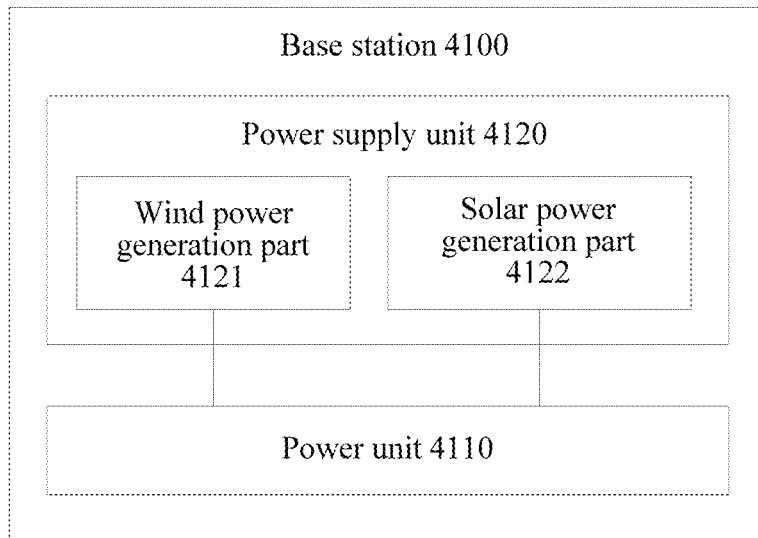 Base station 4100
Power supply unit 4120
Wind power
generation part
4121
Solar power
generation part
4122
Power unit 4110